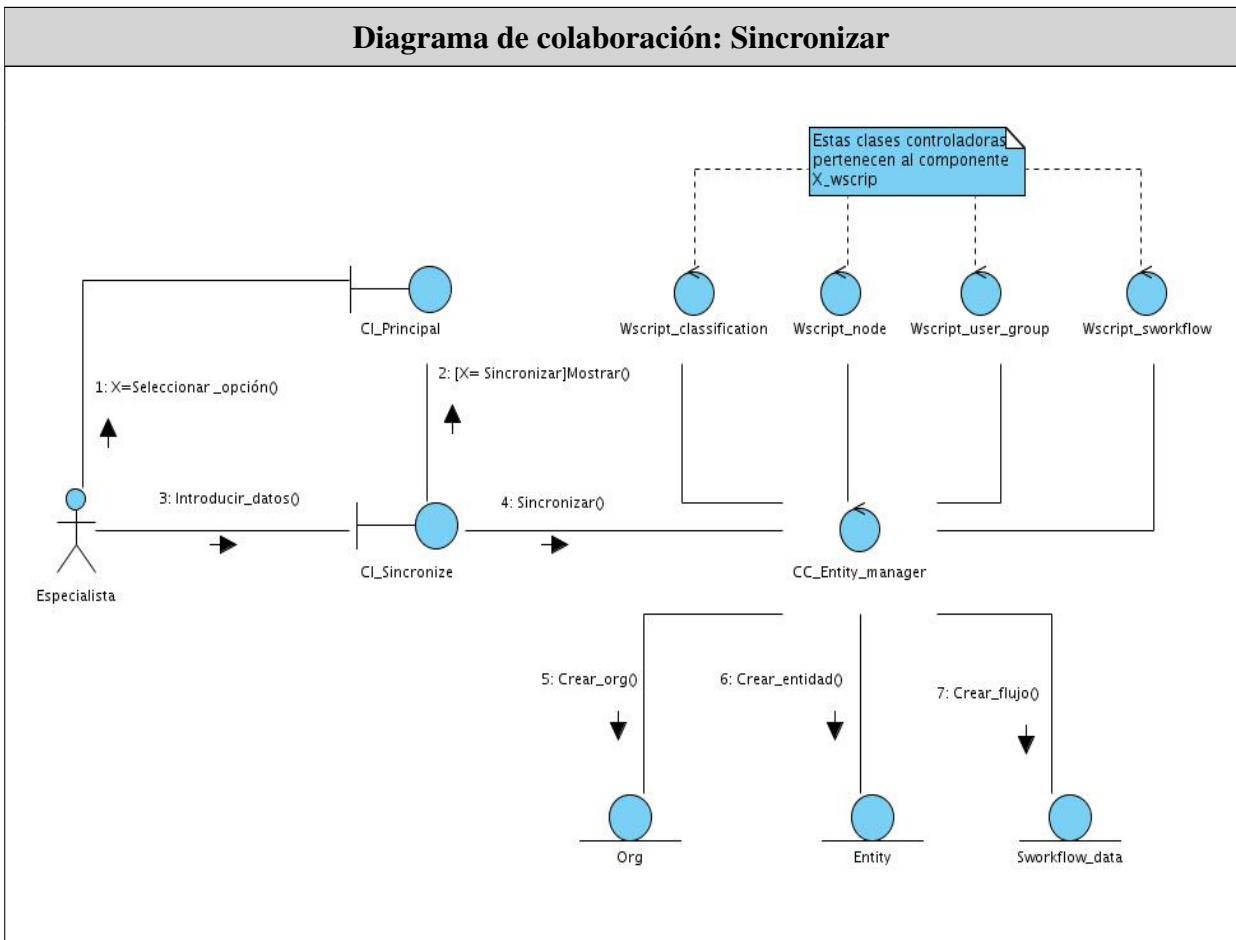 Diagrama de colaboración: Sincronizar
Estas clases controladoras
pertenecen al componente
X_wscrip
CI_Principal
Wscript_classification
Wscript_node
Wscript_user_group
Wscript_sworkflow
1: X=Seleccionar _opción()
2: [X= Sincronizar]Mostrar()
3: Introducir_datos()
4: Sincronizar()
Especialista
CI_Sincronize
CC_Entity_manager
5: Crear_org()
6: Crear_entidad()
7: Crear_flujo()
Org
Entity
Sworkflow_data